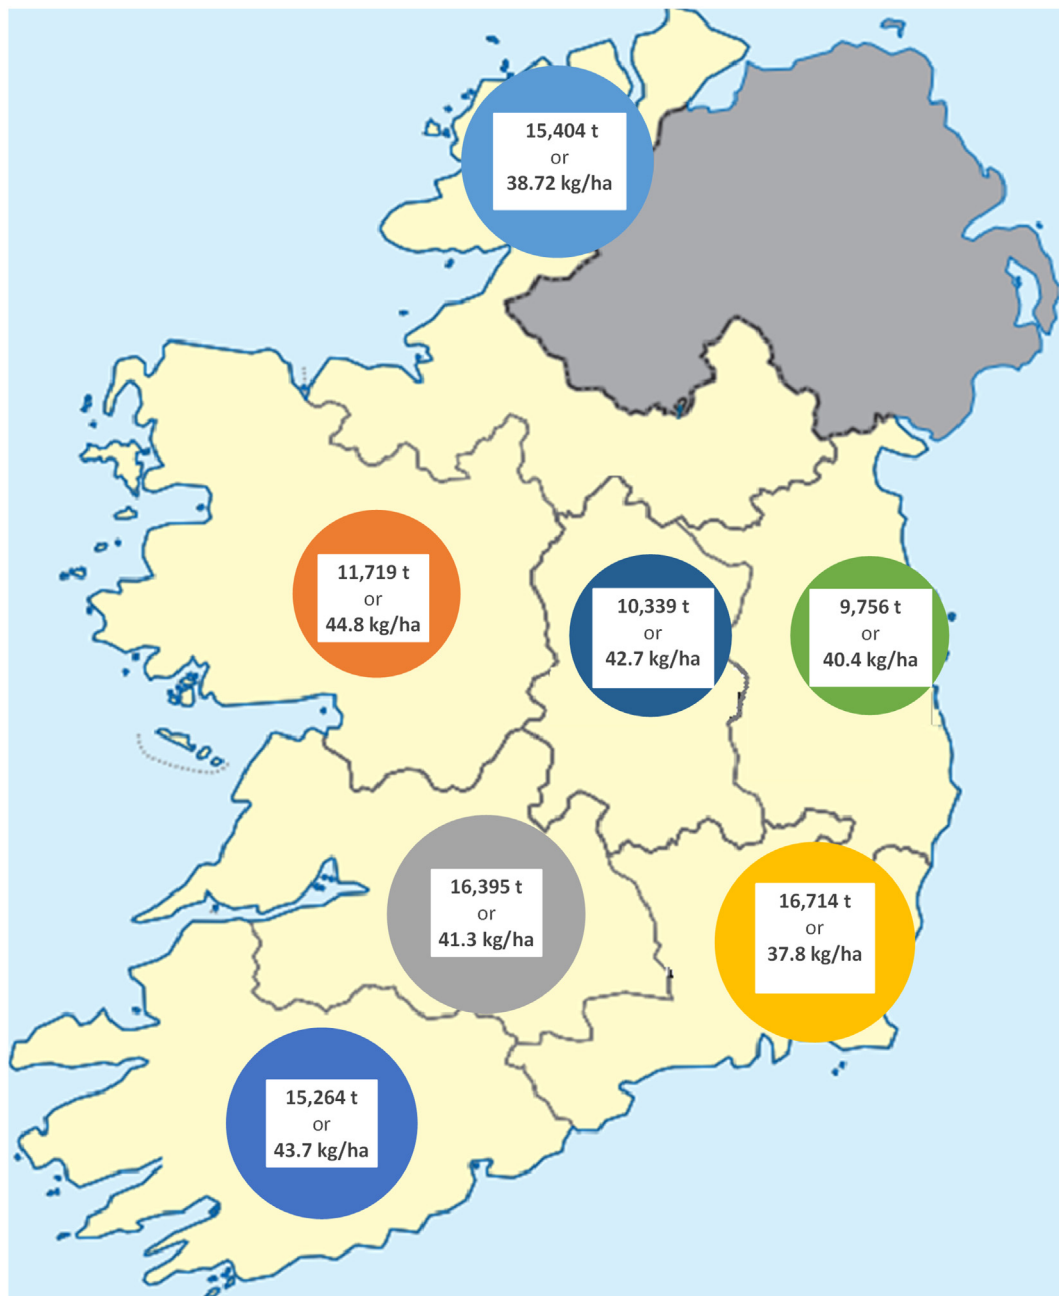 15,404 t
or
38.72 kg/ha
11,719 t
or
44.8 kg/ha
10,339 t
or
42.7 kg/ha
9,756 t
or
40.4 kg/ha
16,395 t
or
41.3 kg/ha
16,714 t
or
37.8 kg/ha
15,264 t
or
43.7 kg/ha